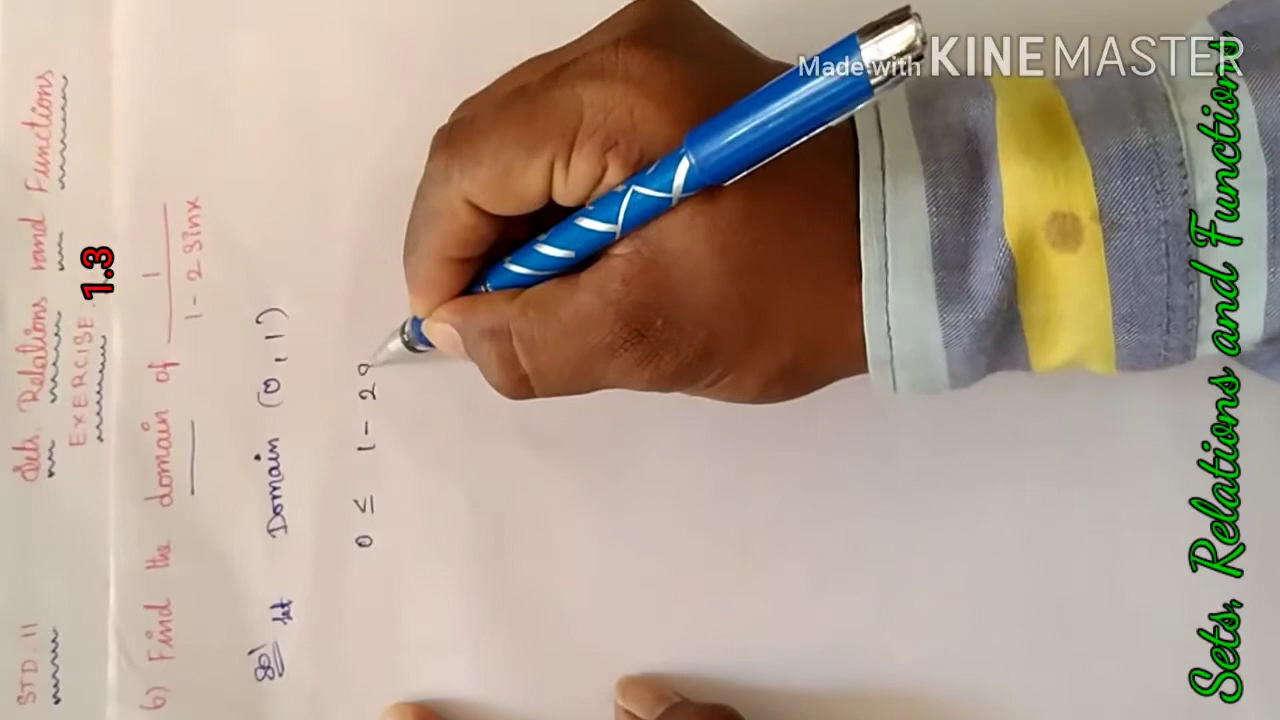 STD. 11 Sets, Relations and Functions
EXERCISE. 1.3
6) Find the domain of 1 / 1 - 2 sinx
Sol Let Domain (0, 1)
0 ≤ 1 - 2
Sets, Relations and Functions
Made with KINEMASTER